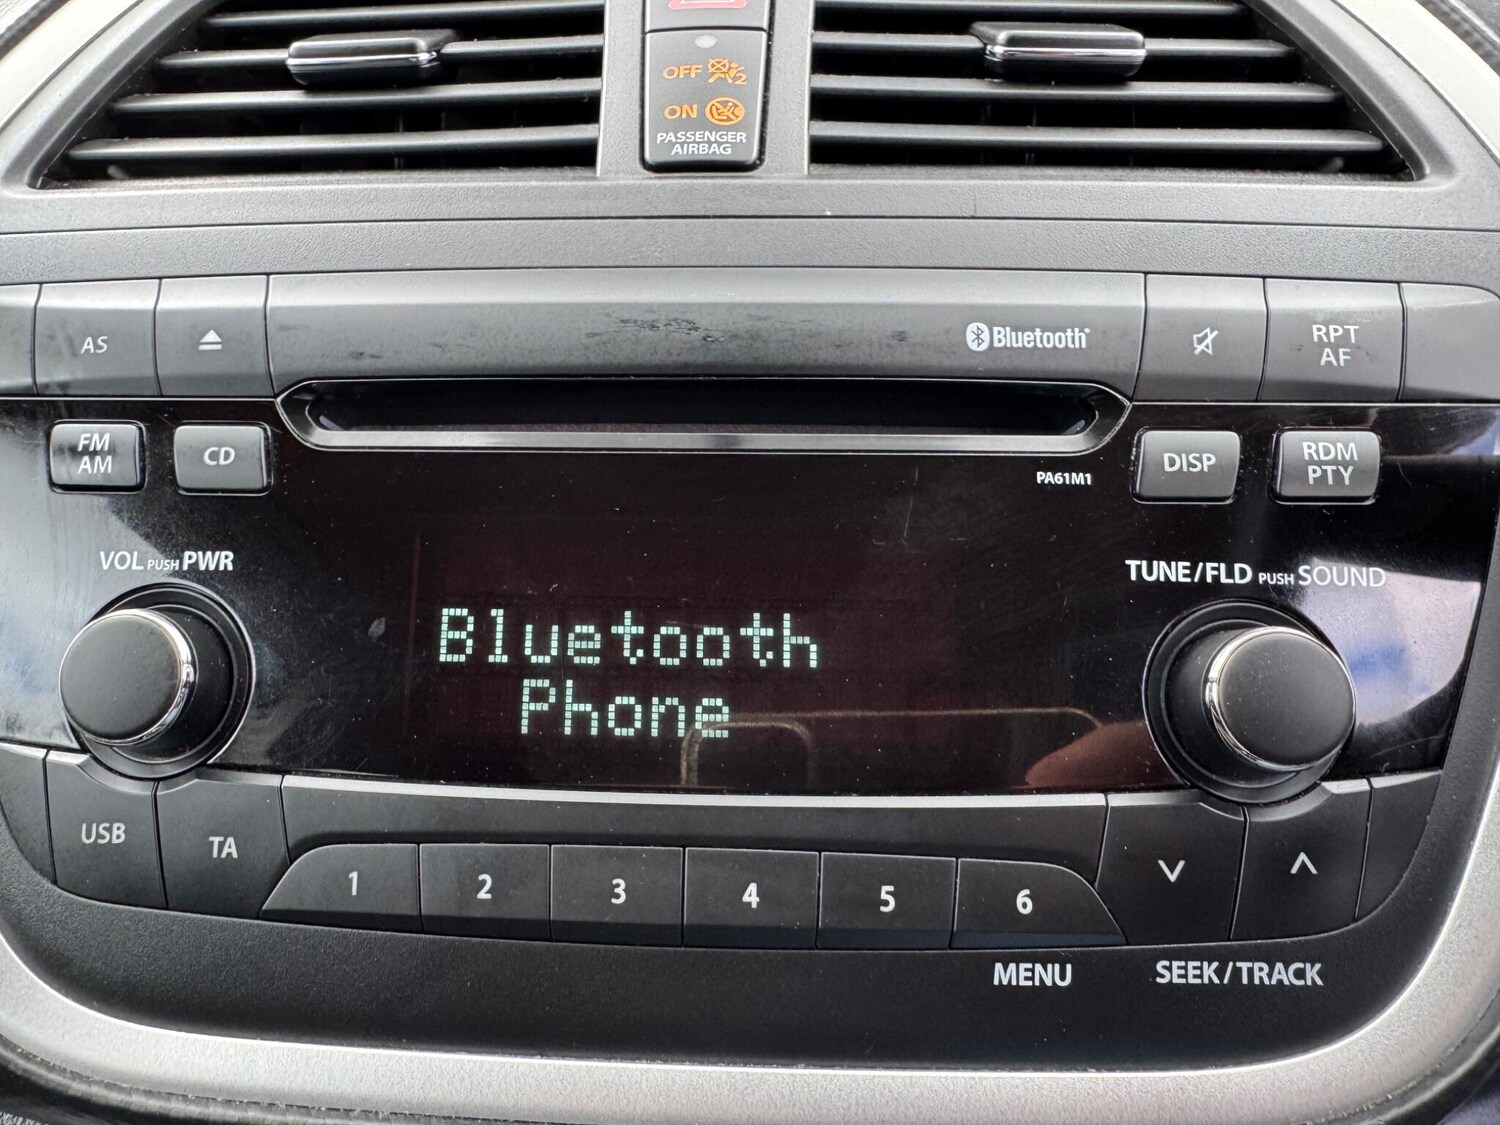 OFF 2
ON
PASSENGER
AIRBAG
AS
Bluetooth
RPT
AF
FM
AM
CD
PA61M1
DISP
RDM
PTY
VOL PUSH PWR
TUNE/FLD PUSH SOUND
Bluetooth
Phone
USB
TA
1
2
3
4
5
6
MENU
SEEK/TRACK